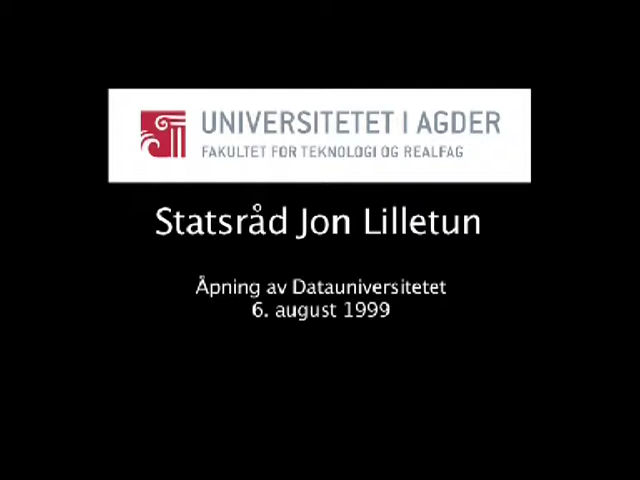 UNIVERSITETET I AGDER
FAKULTET FOR TEKNOLOGI OG REALFAG
Statsråd Jon Lilletun
Åpning av Datauniversitetet
6. august 1999